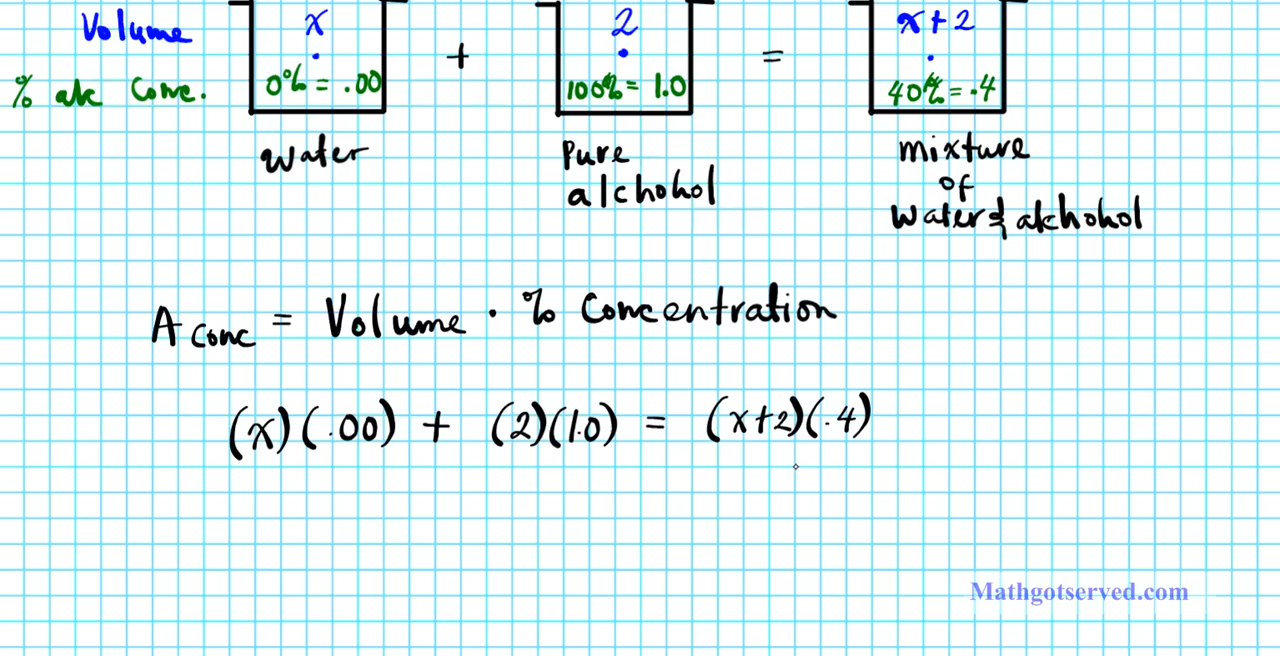 Volume x + 2 = x+2
% alc Conc. 0% = .00 100% = 1.0 40% = .4
Water Pure alchohol mixture of Water & alchohol
A conc = Volume · % Concentration
(x)(.00) + (2)(1.0) = (x+2)(.4)
Mathgotserved.com